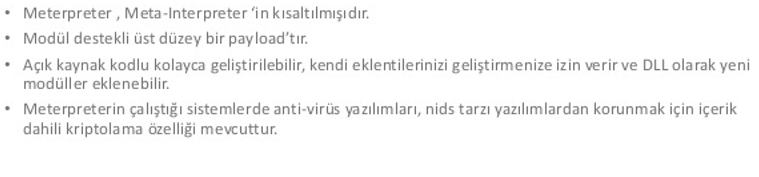 • Meterpreter , Meta-Interpreter ‘in kısaltılmışıdır.
• Modül destekli üst düzey bir payload’tır.
• Açık kaynak kodlu kolayca geliştirilebilir, kendi eklentilerinizi geliştirmenize izin verir ve DLL olarak yeni
modüller eklenebilir.
• Meterpreterin çalıştığı sistemlerde anti-virüs yazılımları, nids tarzı yazılımlardan korunmak için içerik
dahili kriptolama özelliği mevcuttur.